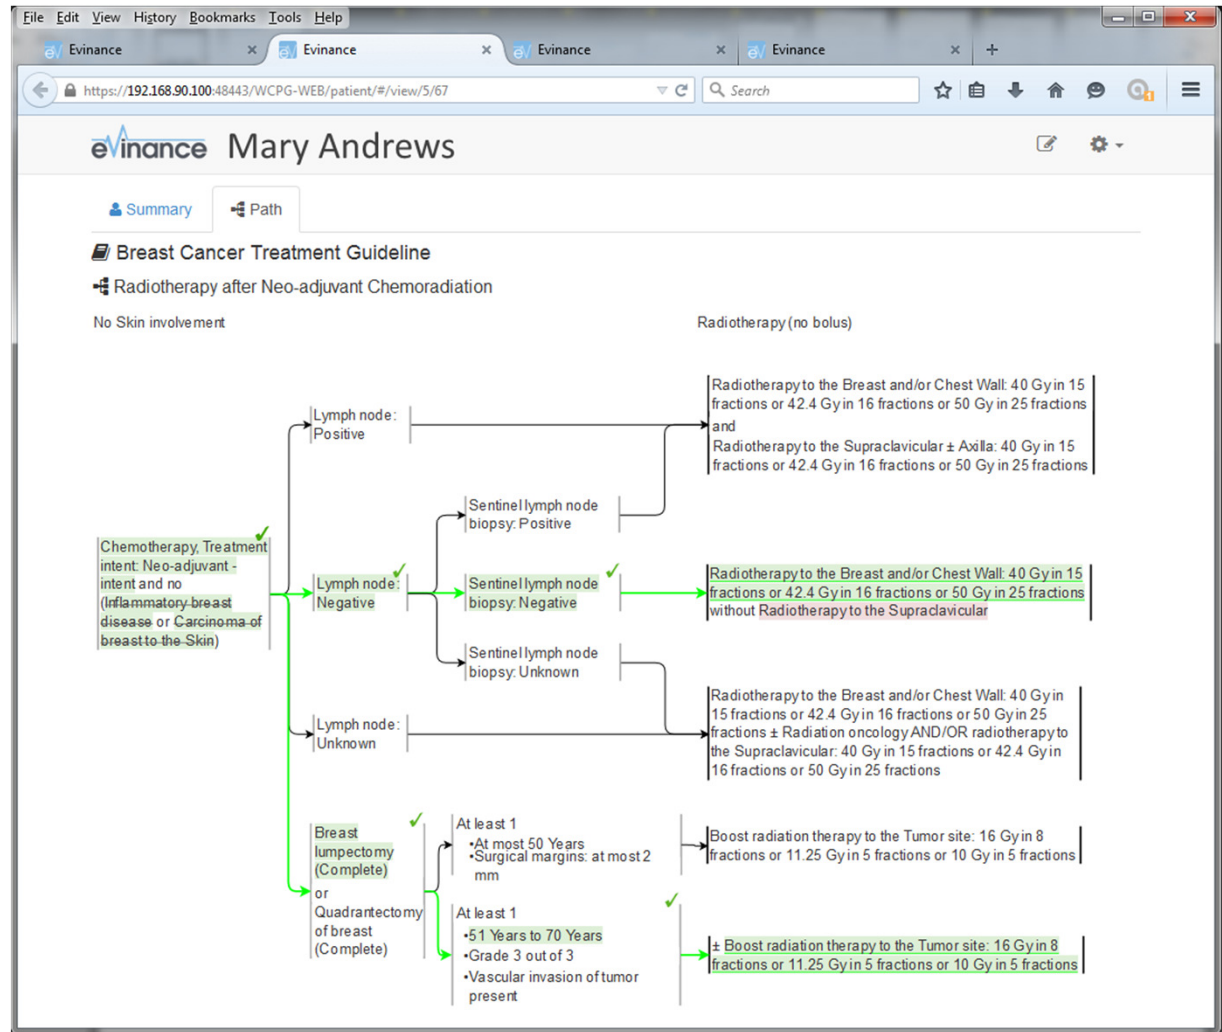 File Edit View History Bookmarks Tools Help
Evinance × Evinance × Evinance × Evinance × +
https://192.168.90.100:48443/WCPG-WEB/patient/#/view/5/67 Search
evinance Mary Andrews
Summary Path
Breast Cancer Treatment Guideline
Radiotherapy after Neo-adjuvant Chemoradiation
No Skin involvement
Radiotherapy (no bolus)
Chemotherapy, Treatment
intent: Neo-adjuvant -
intent and no
(Inflammatory breast
disease or Carcinoma of
breast to the Skin)
Lymph node:
Positive
Lymph node:
Negative
Lymph node:
Unknown
Breast
lumpectomy
(Complete)
or
Quadrantectomy
of breast
(Complete)
Sentinel lymph node
biopsy: Positive
Sentinel lymph node
biopsy: Negative
Sentinel lymph node
biopsy: Unknown
At least 1
•At most 50 Years
•Surgical margins: at most 2
mm
At least 1
•51 Years to 70 Years
•Grade 3 out of 3
•Vascular invasion of tumor
present
Radiotherapy to the Breast and/or Chest Wall: 40 Gy in 15
fractions or 42.4 Gy in 16 fractions or 50 Gy in 25 fractions
and
Radiotherapy to the Supraclavicular ± Axilla: 40 Gy in 15
fractions or 42.4 Gy in 16 fractions or 50 Gy in 25 fractions
Radiotherapy to the Breast and/or Chest Wall: 40 Gy in 15
fractions or 42.4 Gy in 16 fractions or 50 Gy in 25 fractions
without Radiotherapy to the Supraclavicular
Radiotherapy to the Breast and/or Chest Wall: 40 Gy in
15 fractions or 42.4 Gy in 16 fractions or 50 Gy in 25
fractions ± Radiation oncology AND/OR radiotherapy to
the Supraclavicular: 40 Gy in 15 fractions or 42.4 Gy in
16 fractions or 50 Gy in 25 fractions
Boost radiation therapy to the Tumor site: 16 Gy in 8
fractions or 11.25 Gy in 5 fractions or 10 Gy in 5 fractions
± Boost radiation therapy to the Tumor site: 16 Gy in 8
fractions or 11.25 Gy in 5 fractions or 10 Gy in 5 fractions